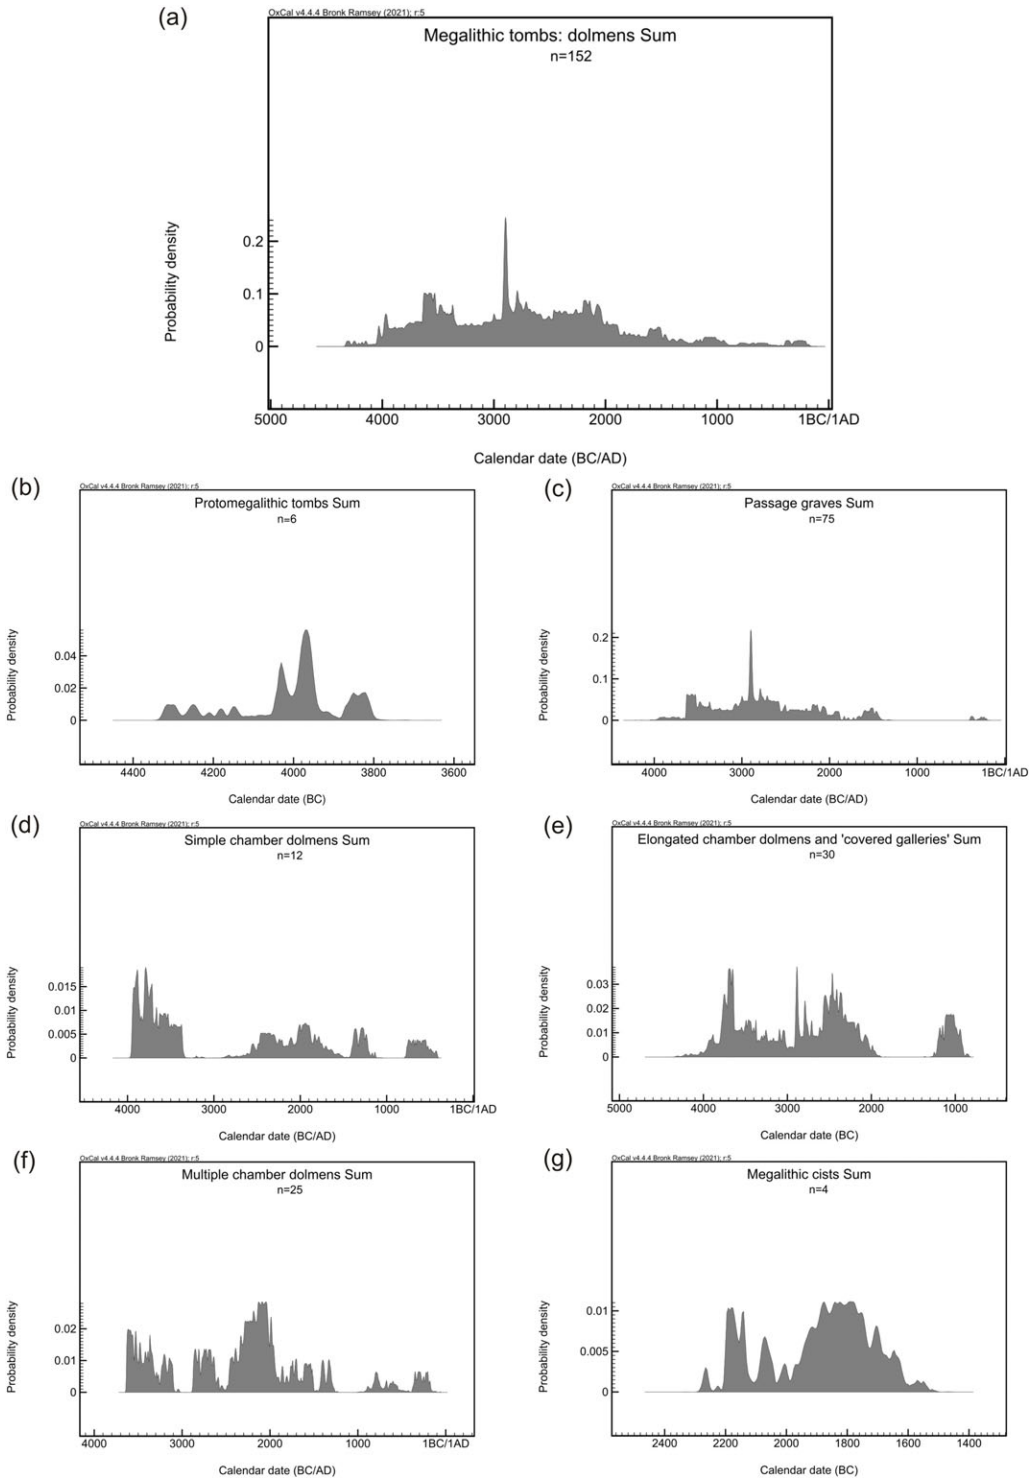 (a)
OxCal v4.4.4 Bronk Ramsey (2021); r:5
Megalithic tombs: dolmens Sum
n=152
Probability density
0.2
0.1
0
5000 4000 3000 2000 1000 1BC/1AD
Calendar date (BC/AD)
(b)
OxCal v4.4.4 Bronk Ramsey (2021); r:5
Protomegalithic tombs Sum
n=6
Probability density
0.04
0.02
0
4400 4200 4000 3800 3600
Calendar date (BC)
(c)
OxCal v4.4.4 Bronk Ramsey (2021); r:5
Passage graves Sum
n=75
Probability density
0.2
0.1
0
4000 3000 2000 1000 1BC/1AD
Calendar date (BC/AD)
(d)
OxCal v4.4.4 Bronk Ramsey (2021); r:5
Simple chamber dolmens Sum
n=12
Probability density
0.015
0.01
0.005
0
4000 3000 2000 1000 1BC/1AD
Calendar date (BC/AD)
(e)
OxCal v4.4.4 Bronk Ramsey (2021); r:5
Elongated chamber dolmens and 'covered galleries' Sum
n=30
Probability density
0.03
0.02
0.01
0
5000 4000 3000 2000 1000
Calendar date (BC)
(f)
OxCal v4.4.4 Bronk Ramsey (2021); r:5
Multiple chamber dolmens Sum
n=25
Probability density
0.02
0.01
0
4000 3000 2000 1000 1BC/1AD
Calendar date (BC/AD)
(g)
OxCal v4.4.4 Bronk Ramsey (2021); r:5
Megalithic cists Sum
n=4
Probability density
0.01
0.005
0
2400 2200 2000 1800 1600 1400
Calendar date (BC)